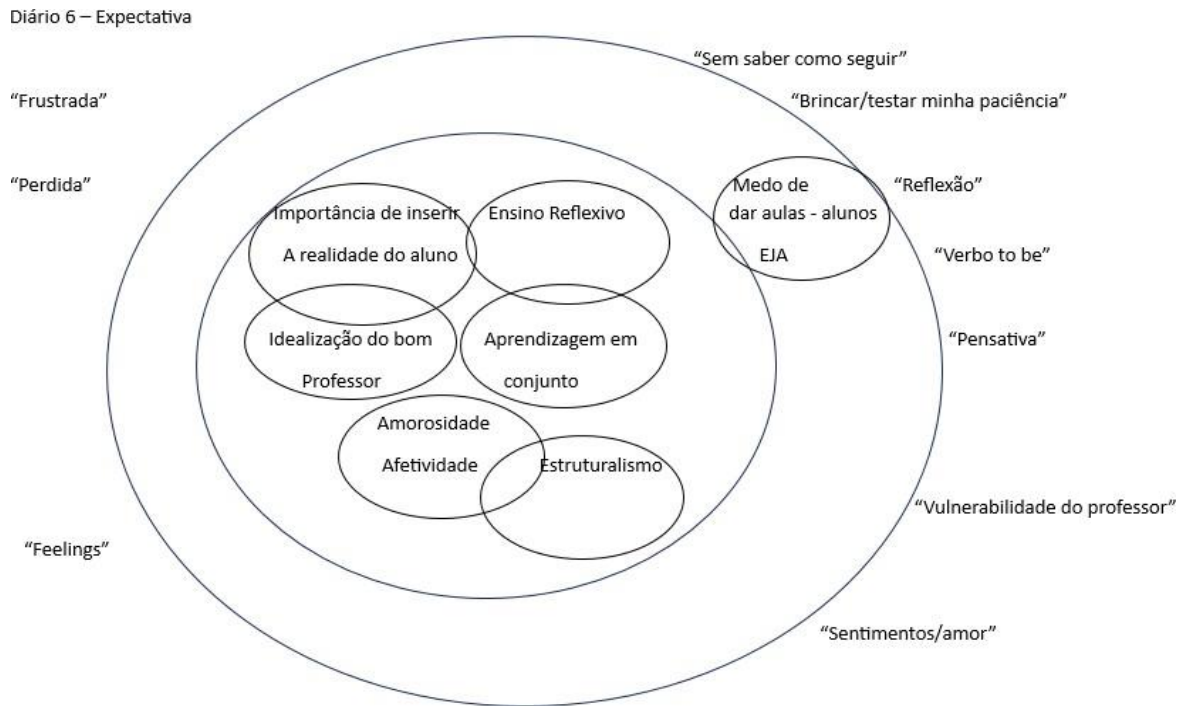 Diário 6 – Expectativa
“Sem saber como seguir”
“Frustrada”
“Brincar/testar minha paciência”
“Perdida”
Importância de inserir
A realidade do aluno
Ensino Reflexivo
Medo de
dar aulas - alunos
EJA
“Reflexão”
“Verbo to be”
Idealização do bom
Professor
Aprendizagem em
conjunto
“Pensativa”
Amorosidade
Afetividade
Estruturalismo
“Vulnerabilidade do professor”
“Feelings”
“Sentimentos/amor”